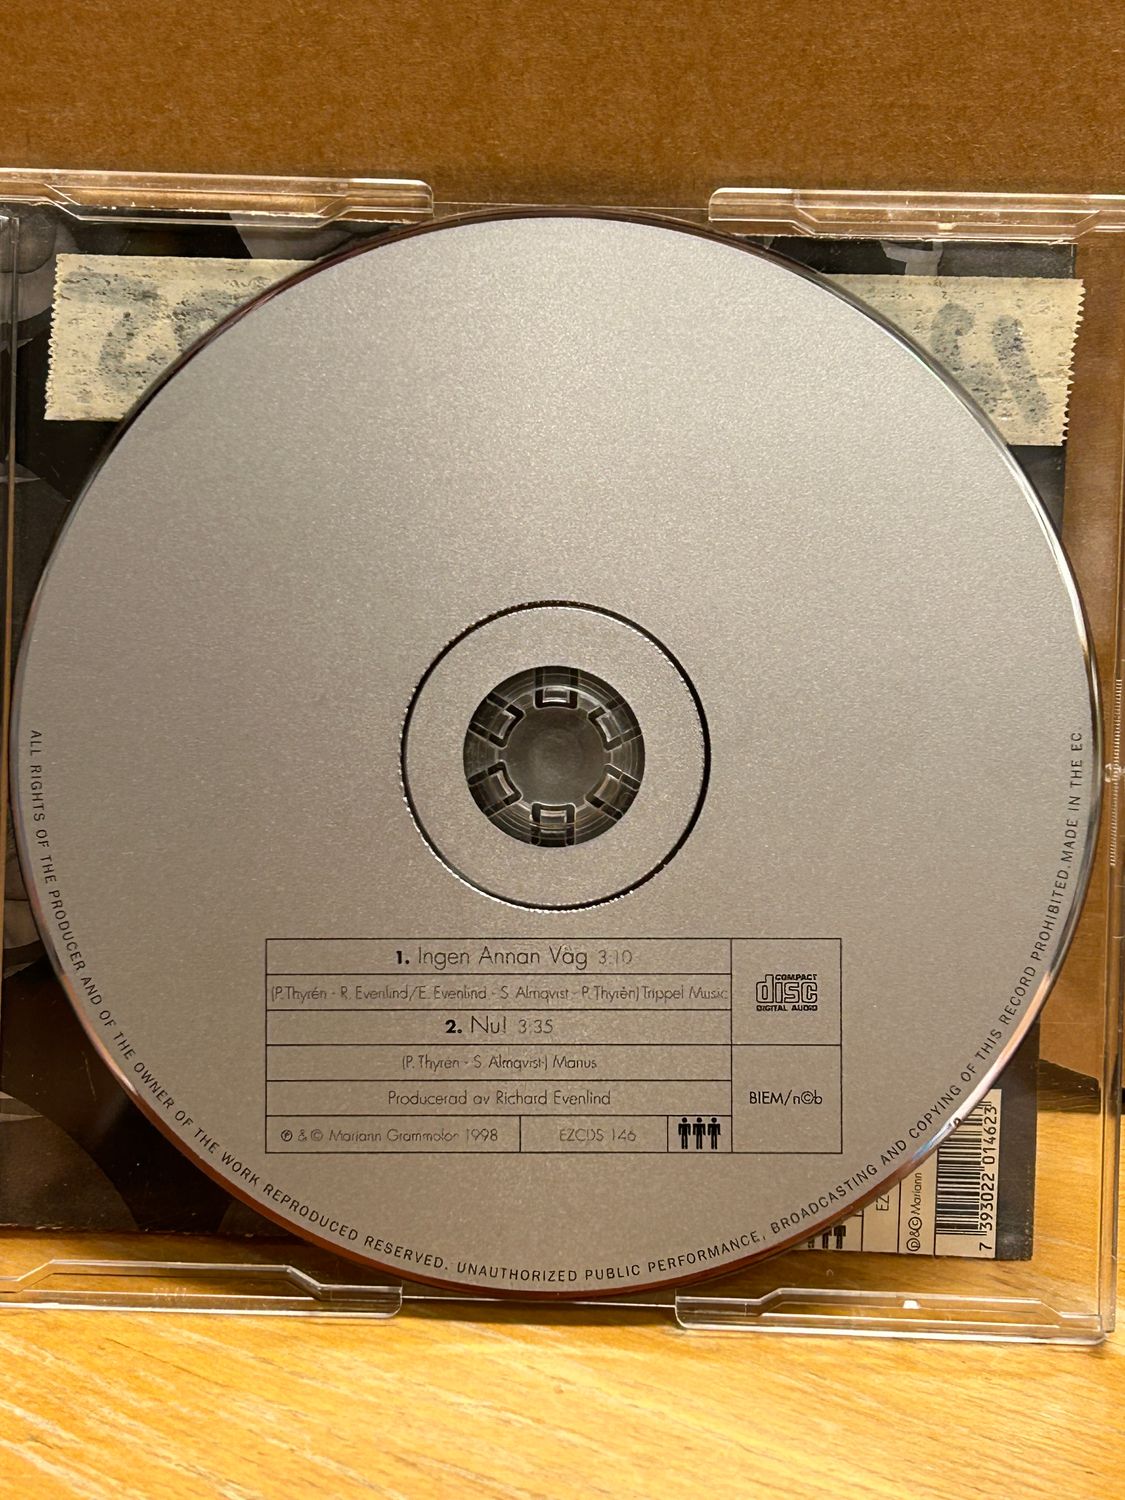 1. Ingen Annan Väg 3:10
(P. Thyrén - R. Evenlind/E. Evenlind - S. Almqvist - P. Thyrén) Trippel Music
2. Nu! 3:35
(P. Thyrén - S. Almqvist-) Marius
Producerad av Richard Evenlind
℗ & © Mariann Grammofon 1998
EZCDS 146
COMPACT
disc
DIGITAL AUDIO
BIEM/n©b
ALL RIGHTS OF THE PRODUCER AND OF THE OWNER OF THE WORK REPRODUCED RESERVED. UNAUTHORIZED PUBLIC PERFORMANCE, BROADCASTING AND COPYING OF THIS RECORD PROHIBITED. MADE IN THE EC
EZ
℗&© Mariann
7 393022 014623